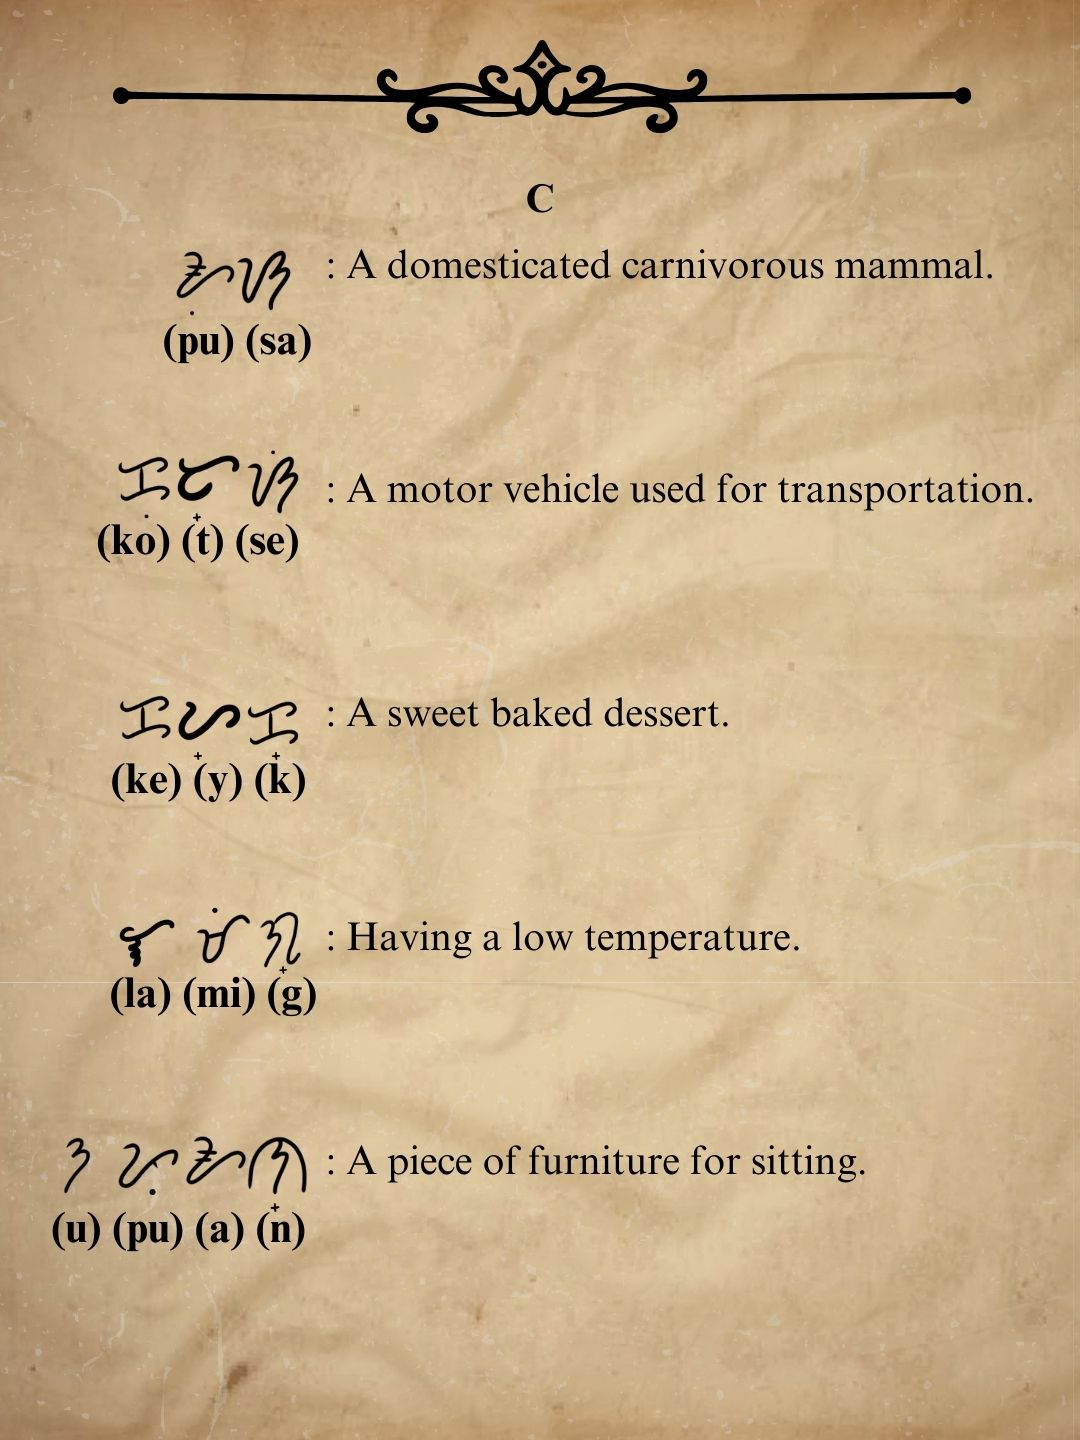 C
ᜀᜓᜐ : A domesticated carnivorous mammal.
(pu) (sa)
ᜃᜓᜆ᜔ᜐᜒ : A motor vehicle used for transportation.
(ko) (t) (se)
ᜃᜌ᜔ᜃ᜔ : A sweet baked dessert.
(ke) (y) (k)
ᜎᜋᜒᜄ᜔ : Having a low temperature.
(la) (mi) (g)
ᜂᜉᜓᜀᜈ᜔ : A piece of furniture for sitting.
(u) (pu) (a) (n)